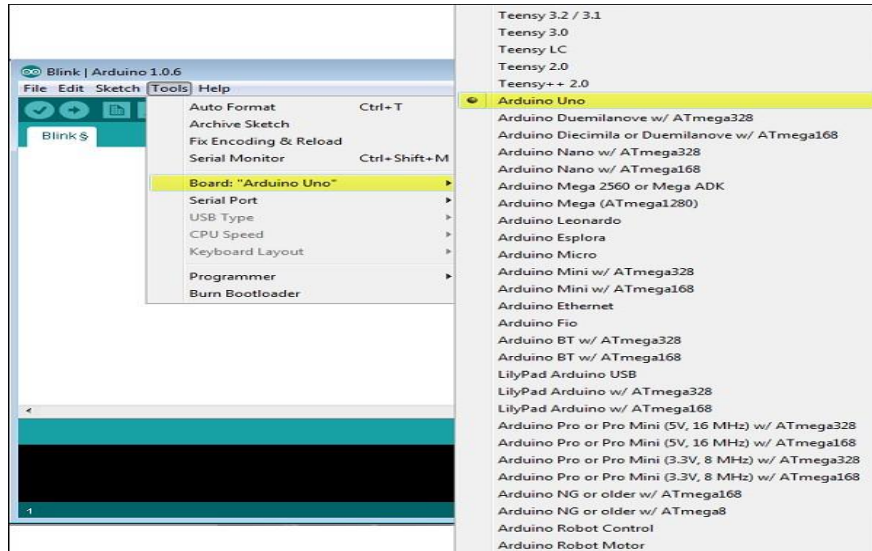 Blink | Arduino 1.0.6
File Edit Sketch Tools Help
Blink §
Auto Format Ctrl+T
Archive Sketch
Fix Encoding & Reload
Serial Monitor Ctrl+Shift+M
Board: "Arduino Uno"
Serial Port
USB Type
CPU Speed
Keyboard Layout
Programmer
Burn Bootloader
1
Teensy 3.2 / 3.1
Teensy 3.0
Teensy LC
Teensy 2.0
Teensy++ 2.0
Arduino Uno
Arduino Duemilanove w/ ATmega328
Arduino Diecimila or Duemilanove w/ ATmega168
Arduino Nano w/ ATmega328
Arduino Nano w/ ATmega168
Arduino Mega 2560 or Mega ADK
Arduino Mega (ATmega1280)
Arduino Leonardo
Arduino Esplora
Arduino Micro
Arduino Mini w/ ATmega328
Arduino Mini w/ ATmega168
Arduino Ethernet
Arduino Fio
Arduino BT w/ ATmega328
Arduino BT w/ ATmega168
LilyPad Arduino USB
LilyPad Arduino w/ ATmega328
LilyPad Arduino w/ ATmega168
Arduino Pro or Pro Mini (5V, 16 MHz) w/ ATmega328
Arduino Pro or Pro Mini (5V, 16 MHz) w/ ATmega168
Arduino Pro or Pro Mini (3.3V, 8 MHz) w/ ATmega328
Arduino Pro or Pro Mini (3.3V, 8 MHz) w/ ATmega168
Arduino NG or older w/ ATmega168
Arduino NG or older w/ ATmega8
Arduino Robot Control
Arduino Robot Motor